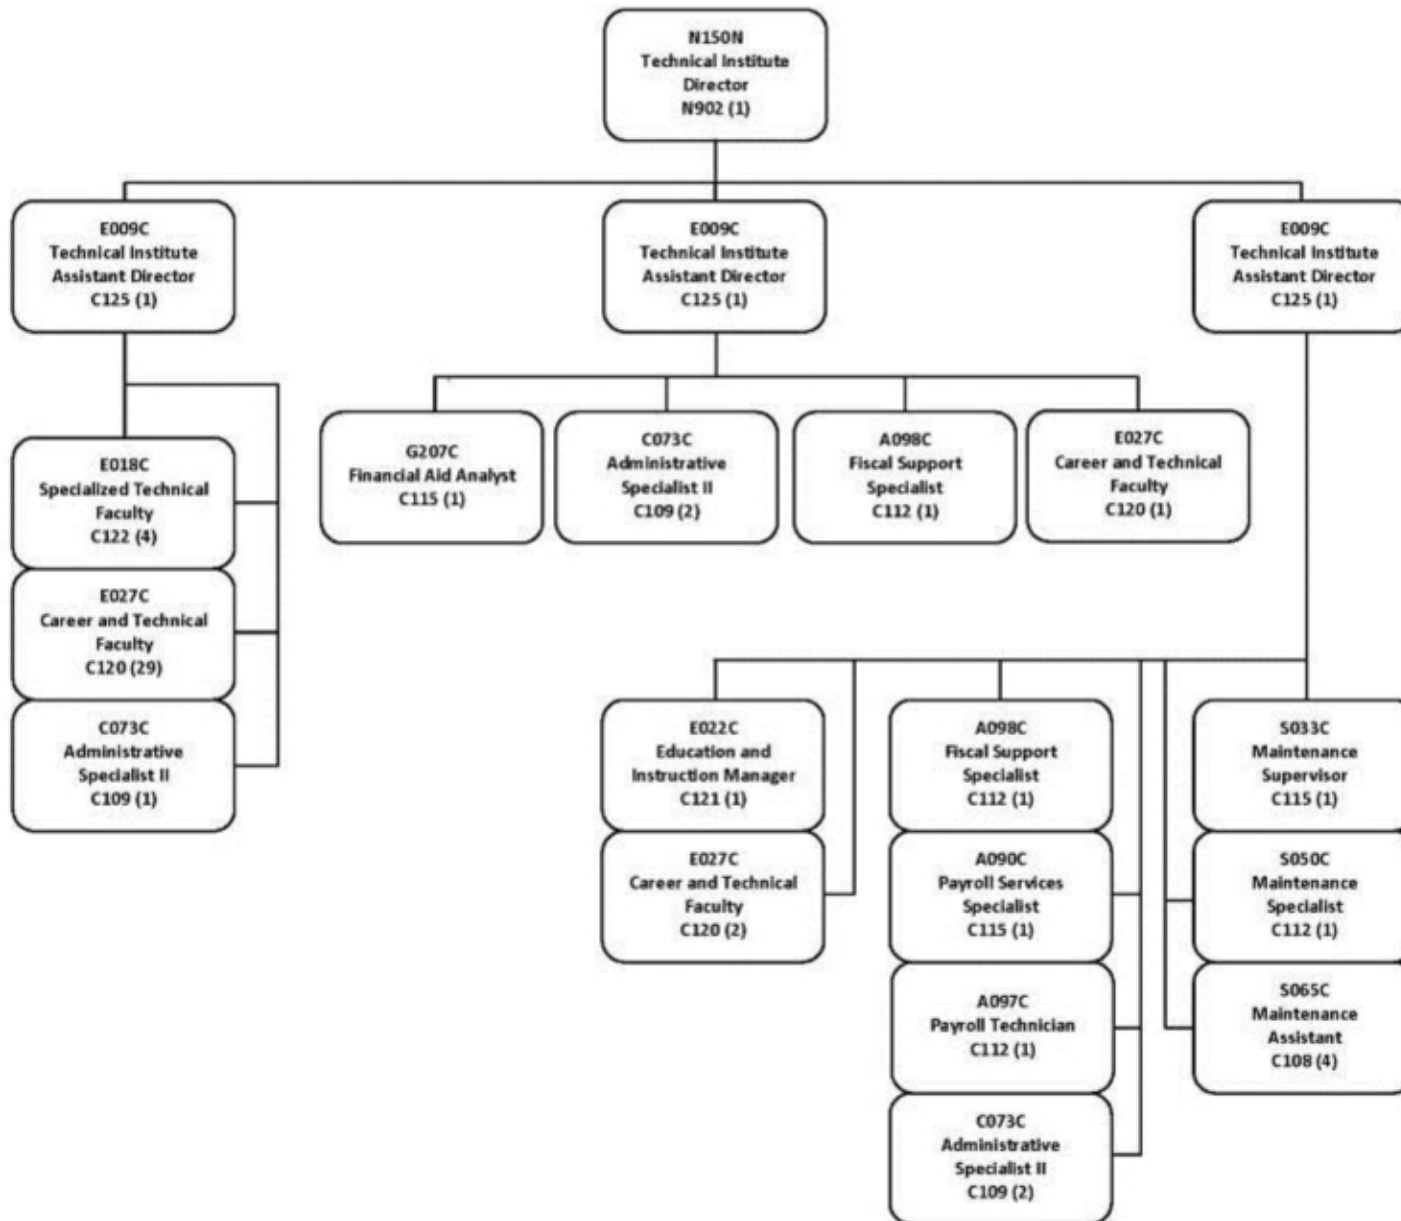 N150N
Technical Institute
Director
N902 (1)
E009C
Technical Institute
Assistant Director
C125 (1)
E009C
Technical Institute
Assistant Director
C125 (1)
E009C
Technical Institute
Assistant Director
C125 (1)
E018C
Specialized Technical
Faculty
C122 (4)
E027C
Career and Technical
Faculty
C120 (29)
C073C
Administrative
Specialist II
C109 (1)
G207C
Financial Aid Analyst
C115 (1)
C073C
Administrative
Specialist II
C109 (2)
A098C
Fiscal Support
Specialist
C112 (1)
E027C
Career and Technical
Faculty
C120 (1)
E022C
Education and
Instruction Manager
C121 (1)
E027C
Career and Technical
Faculty
C120 (2)
A098C
Fiscal Support
Specialist
C112 (1)
A090C
Payroll Services
Specialist
C115 (1)
A097C
Payroll Technician
C112 (1)
C073C
Administrative
Specialist II
C109 (2)
S033C
Maintenance
Supervisor
C115 (1)
S050C
Maintenance
Specialist
C112 (1)
S065C
Maintenance
Assistant
C108 (4)